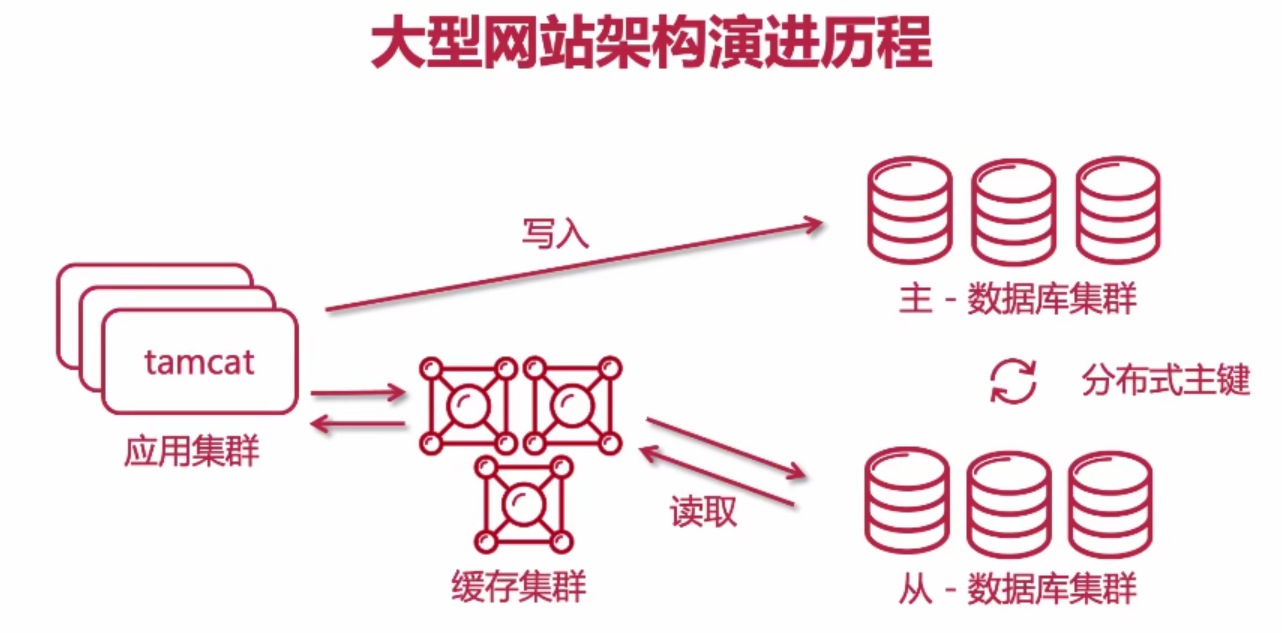 大型网站架构演进历程
写入
主 - 数据库集群
tamcat
应用集群
分布式主键
读取
缓存集群
从 - 数据库集群